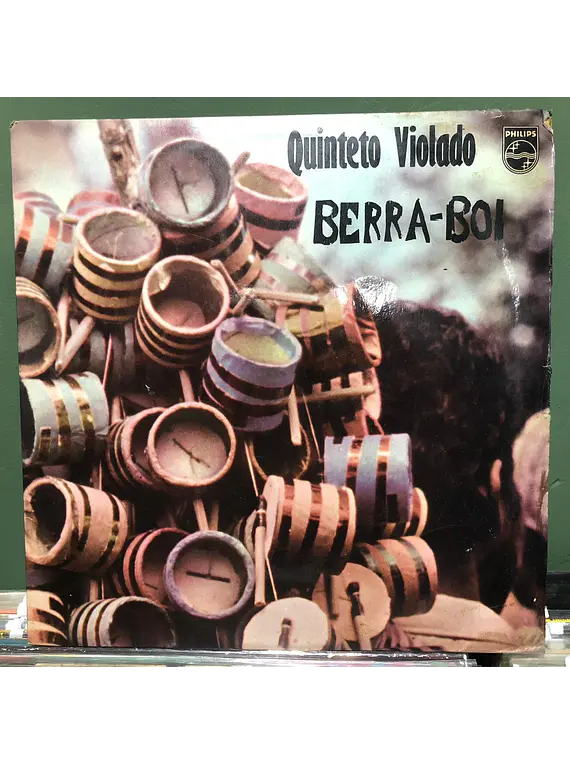 Quinteto Violado
PHILIPS
BERRA-BOI